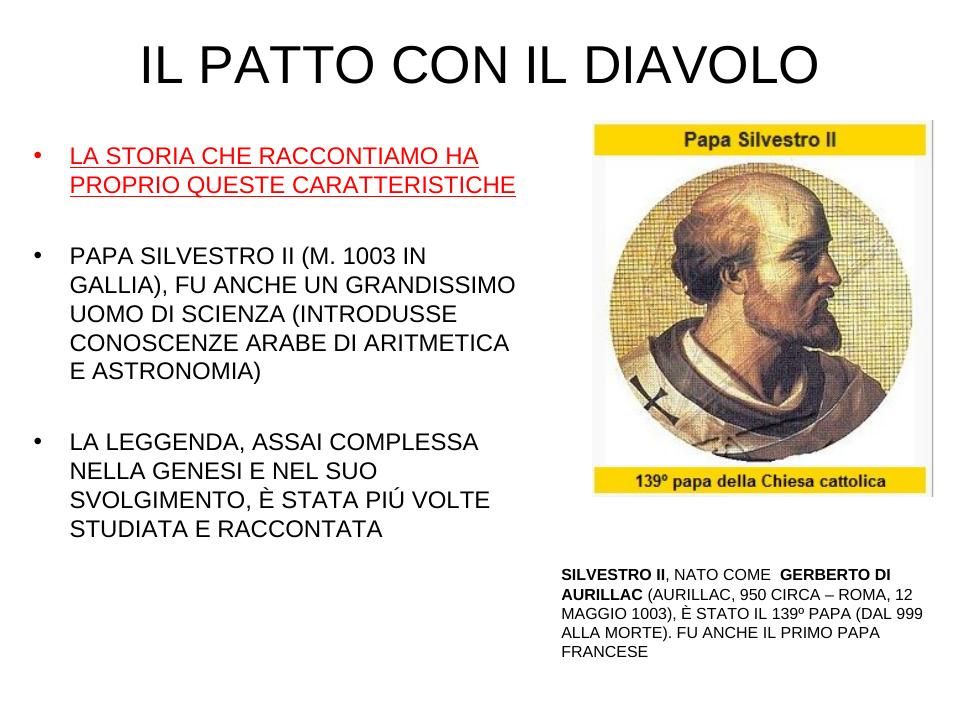 IL PATTO CON IL DIAVOLO
• LA STORIA CHE RACCONTIAMO HA
PROPRIO QUESTE CARATTERISTICHE
• PAPA SILVESTRO II (M. 1003 IN
GALLIA), FU ANCHE UN GRANDISSIMO
UOMO DI SCIENZA (INTRODUSSE
CONOSCENZE ARABE DI ARITMETICA
E ASTRONOMIA)
• LA LEGGENDA, ASSAI COMPLESSA
NELLA GENESI E NEL SUO
SVOLGIMENTO, È STATA PIÚ VOLTE
STUDIATA E RACCONTATA
Papa Silvestro II
139º papa della Chiesa cattolica
SILVESTRO II, NATO COME GERBERTO DI
AURILLAC (AURILLAC, 950 CIRCA – ROMA, 12
MAGGIO 1003), È STATO IL 139º PAPA (DAL 999
ALLA MORTE). FU ANCHE IL PRIMO PAPA
FRANCESE